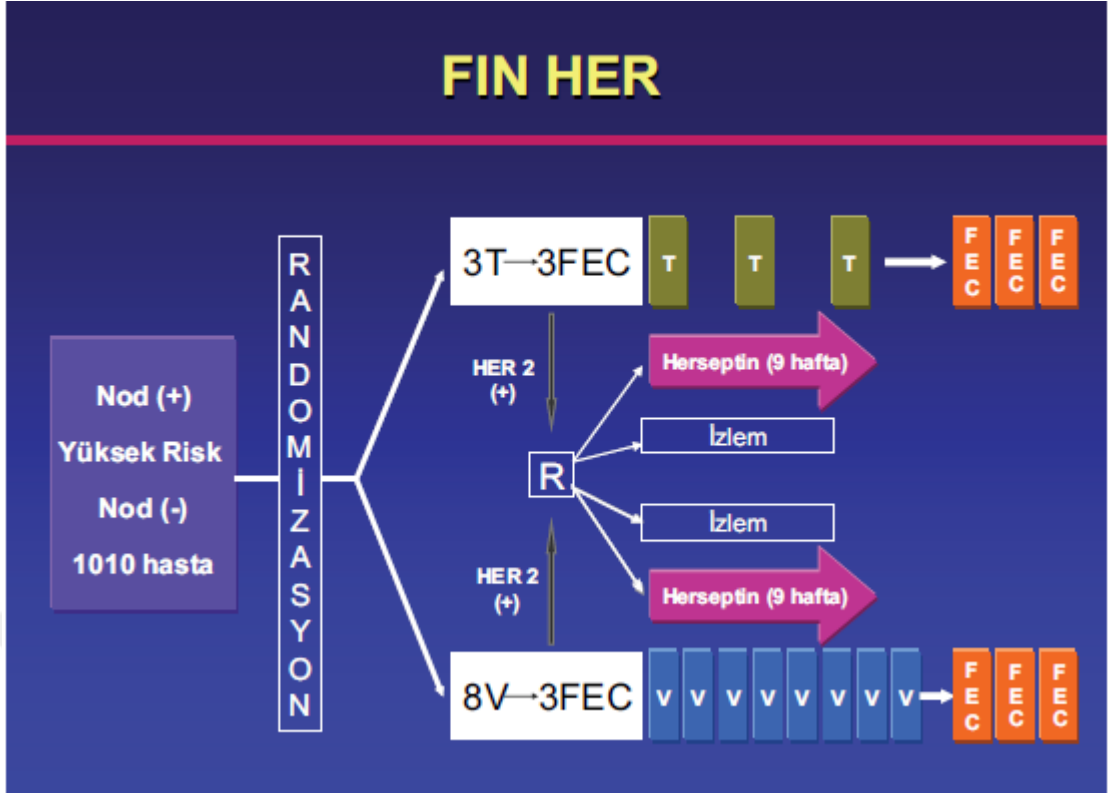 FIN HER
Nod (+)
Yüksek Risk
Nod (-)
1010 hasta
RANDOMİZASYON
3T→3FEC
T
T
T
FEC
FEC
FEC
HER 2
(+)
Herseptin (9 hafta)
İzlem
R
İzlem
HER 2
(+)
Herseptin (9 hafta)
8V→3FEC
V
V
V
V
V
V
V
V
FEC
FEC
FEC